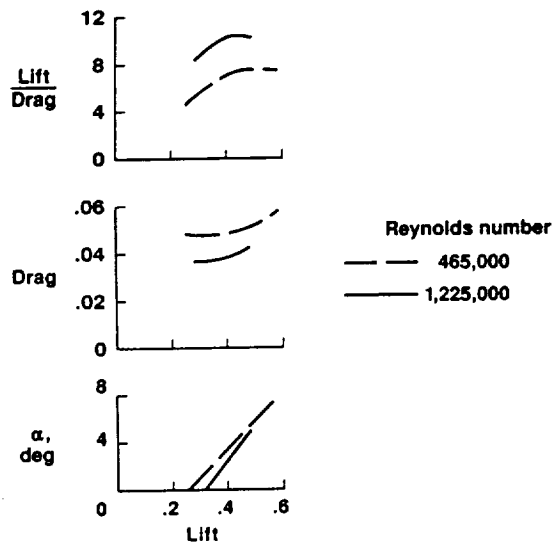 12
8
4
0
Lift
Drag
.06
.04
.02
0
Drag
Reynolds number
465,000
1,225,000
8
4
0
α,
deg
.2
.4
.6
Lift